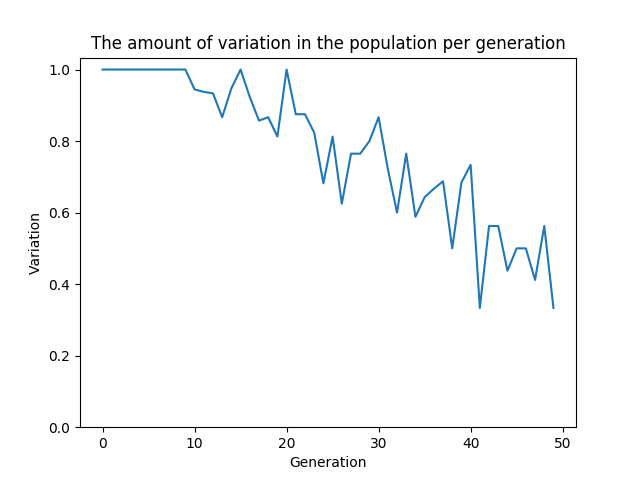 The amount of variation in the population per generation
1.0
0.8
0.6
0.4
0.2
0.0
Variation
0 10 20 30 40 50
Generation